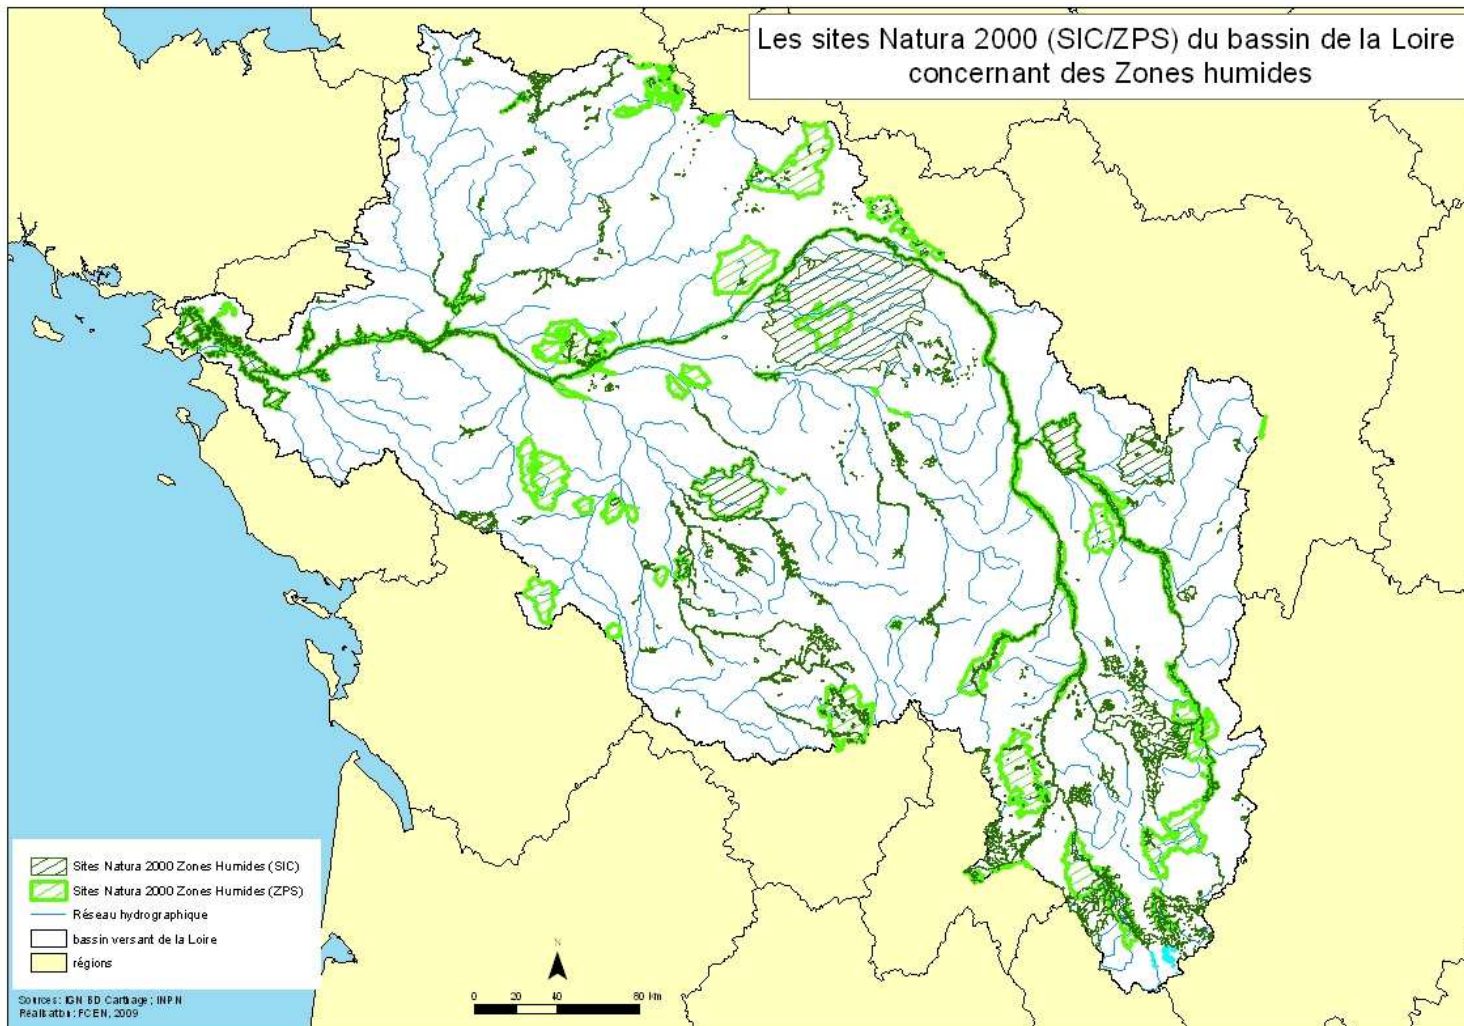 Les sites Natura 2000 (SIC/ZPS) du bassin de la Loire
concernant des Zones humides
Sites Natura 2000 Zones Humides (SIC)
Sites Natura 2000 Zones Humides (ZPS)
Réseau hydrographique
bassin versant de la Loire
régions
Sources: IGN BD Carthage; INPN
Réalisation: FCEN, 2009
N
0 20 40 80 km